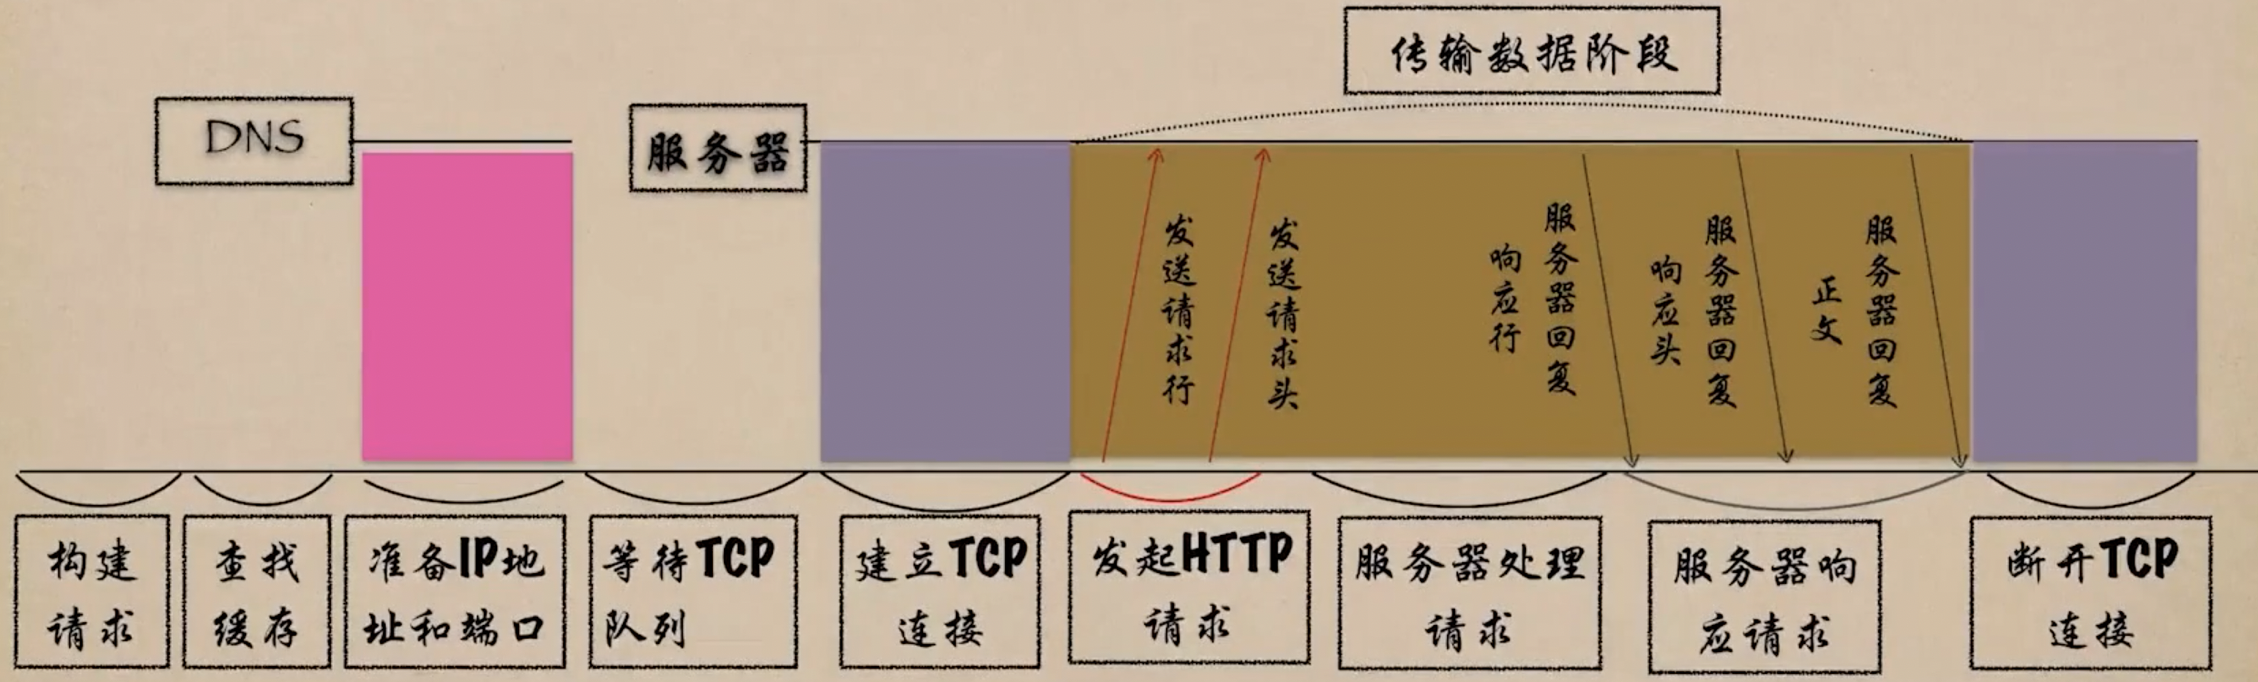 传输数据阶段
DNS
服务器
发送请求行
发送请求头
服务器回复
响应行
服务器回复
响应头
服务器回复
正文
构建
请求
查找
缓存
准备IP地
址和端口
等待TCP
队列
建立TCP
连接
发起HTTP
请求
服务器处理
请求
服务器响
应请求
断开TCP
连接